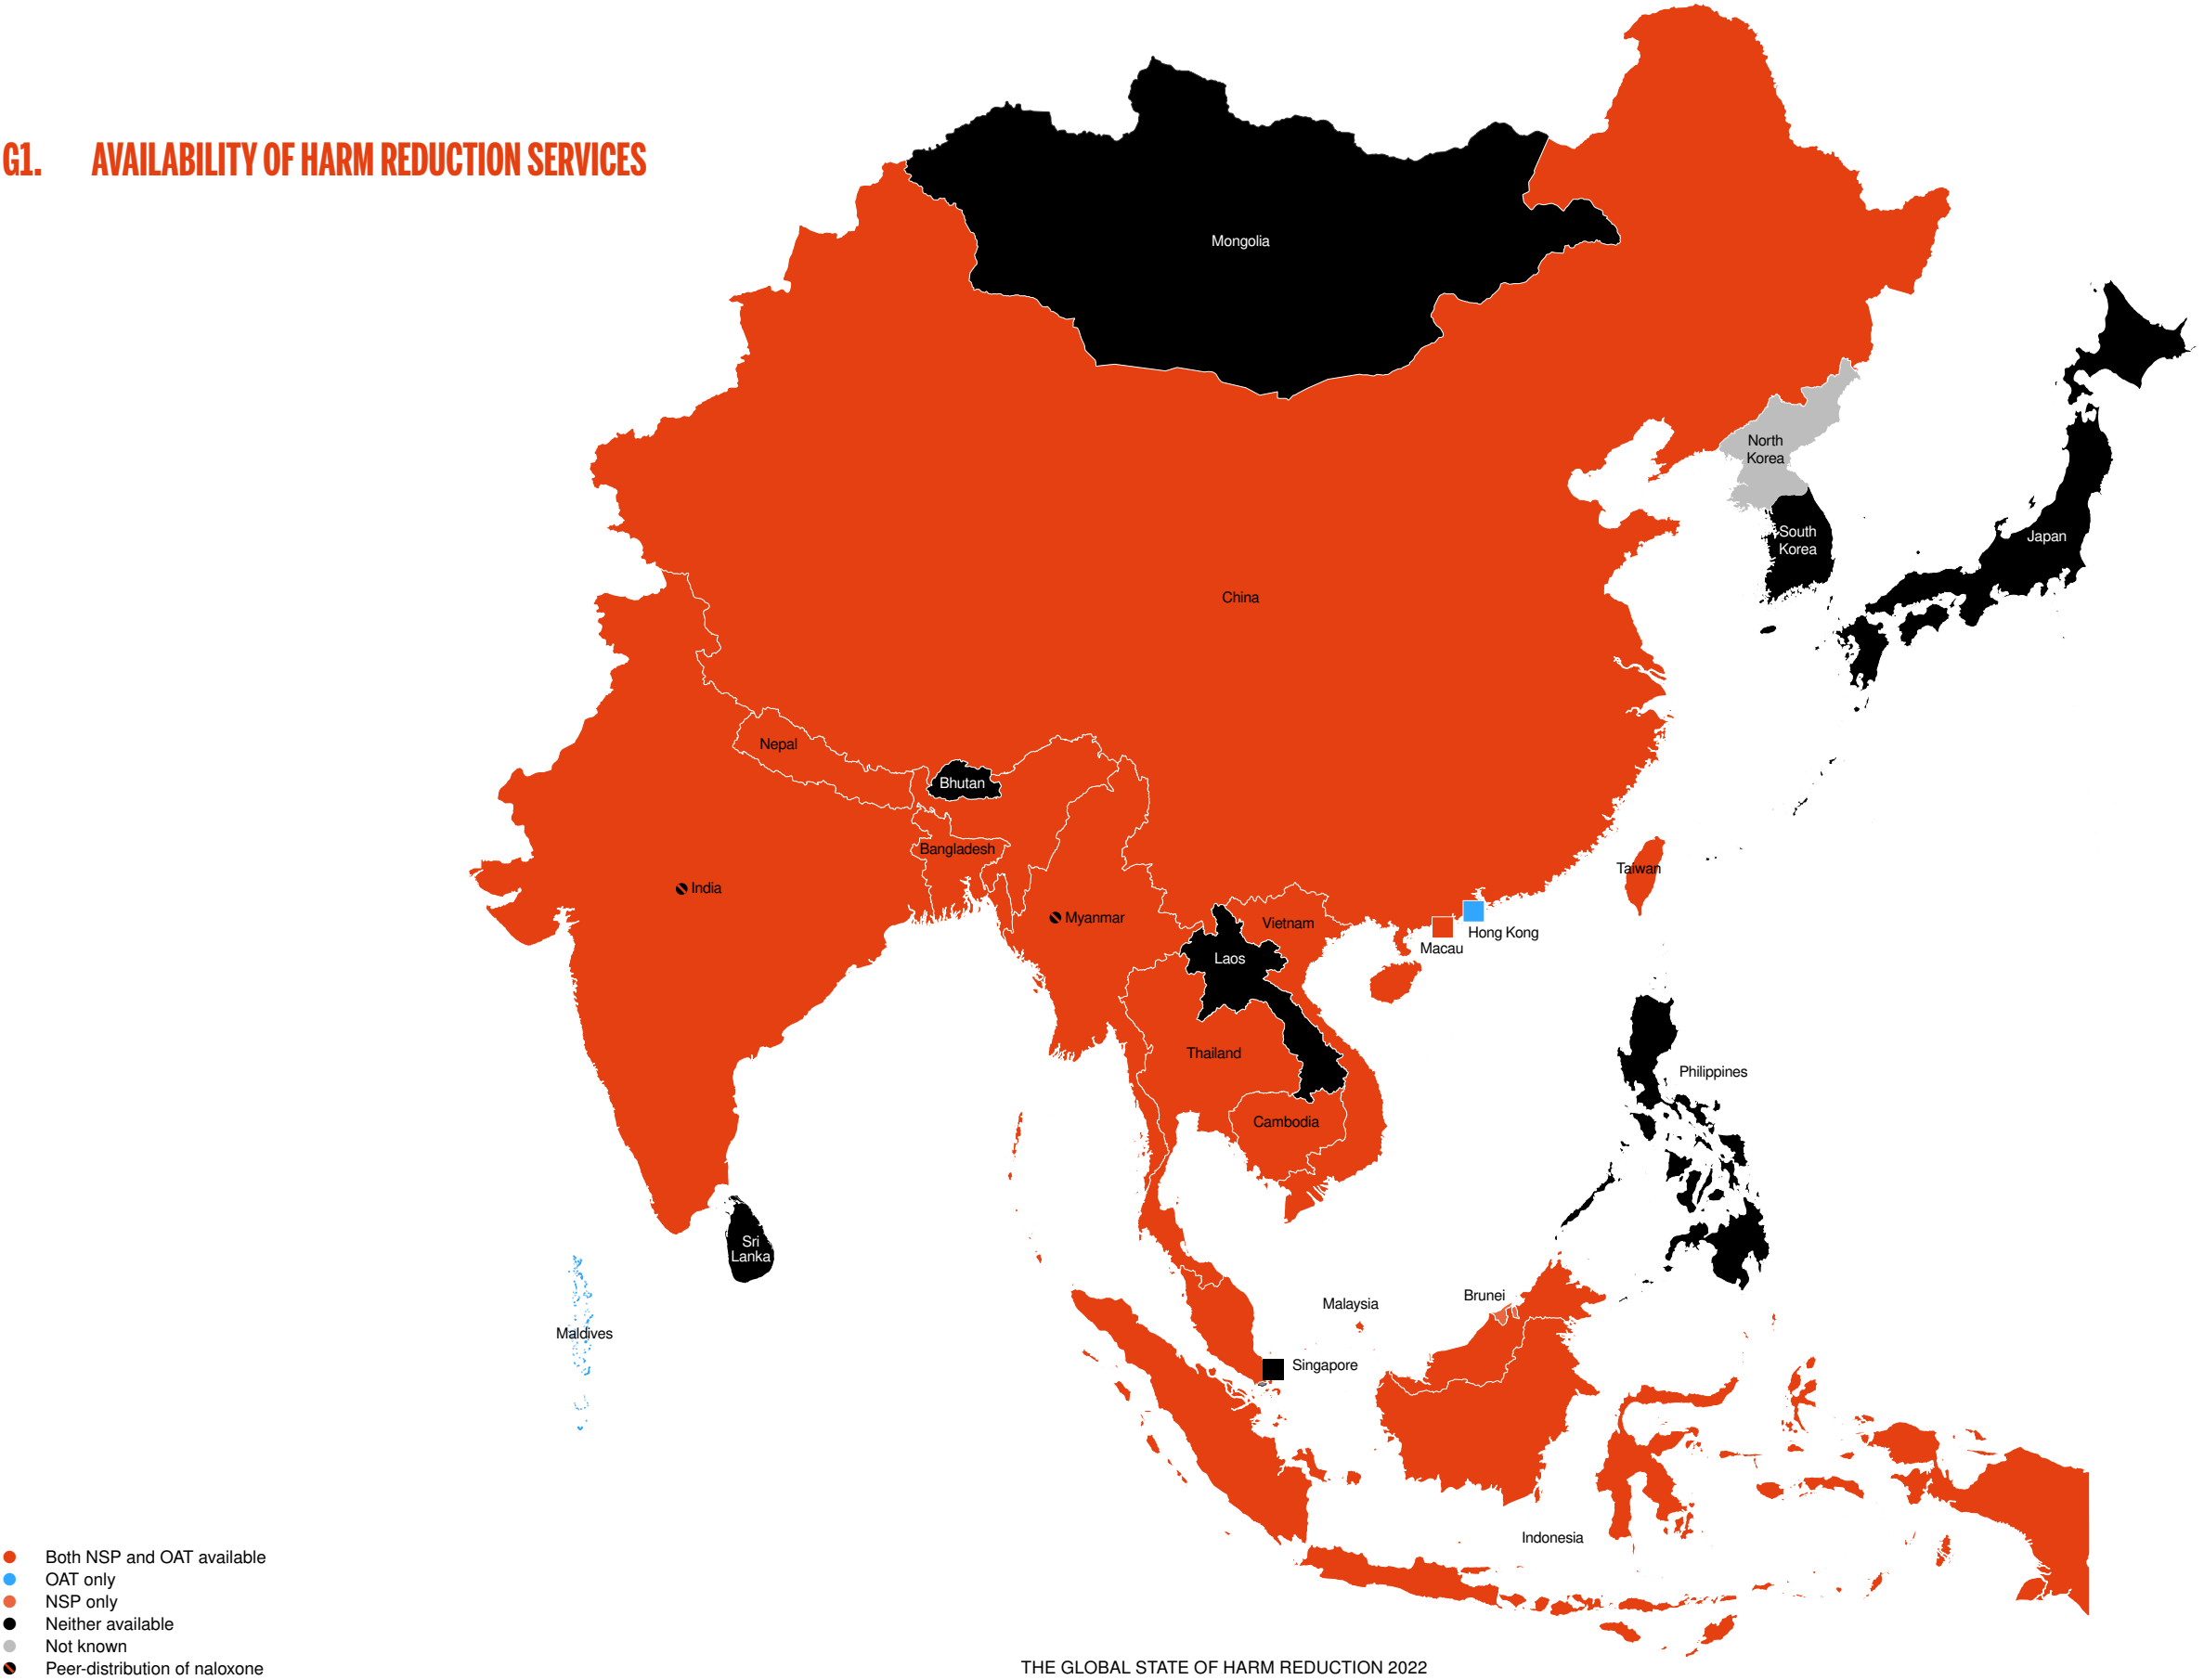 G1. AVAILABILITY OF HARM REDUCTION SERVICES
Mongolia
North
Korea
South
Korea
Japan
China
Nepal
Bhutan
Bangladesh
Taiwan
India
Myanmar
Vietnam
Hong Kong
Macau
Laos
Thailand
Philippines
Cambodia
Sri
Lanka
Brunei
Malaysia
Maldives
Singapore
Indonesia
Both NSP and OAT available
OAT only
NSP only
Neither available
Not known
Peer-distribution of naloxone
THE GLOBAL STATE OF HARM REDUCTION 2022